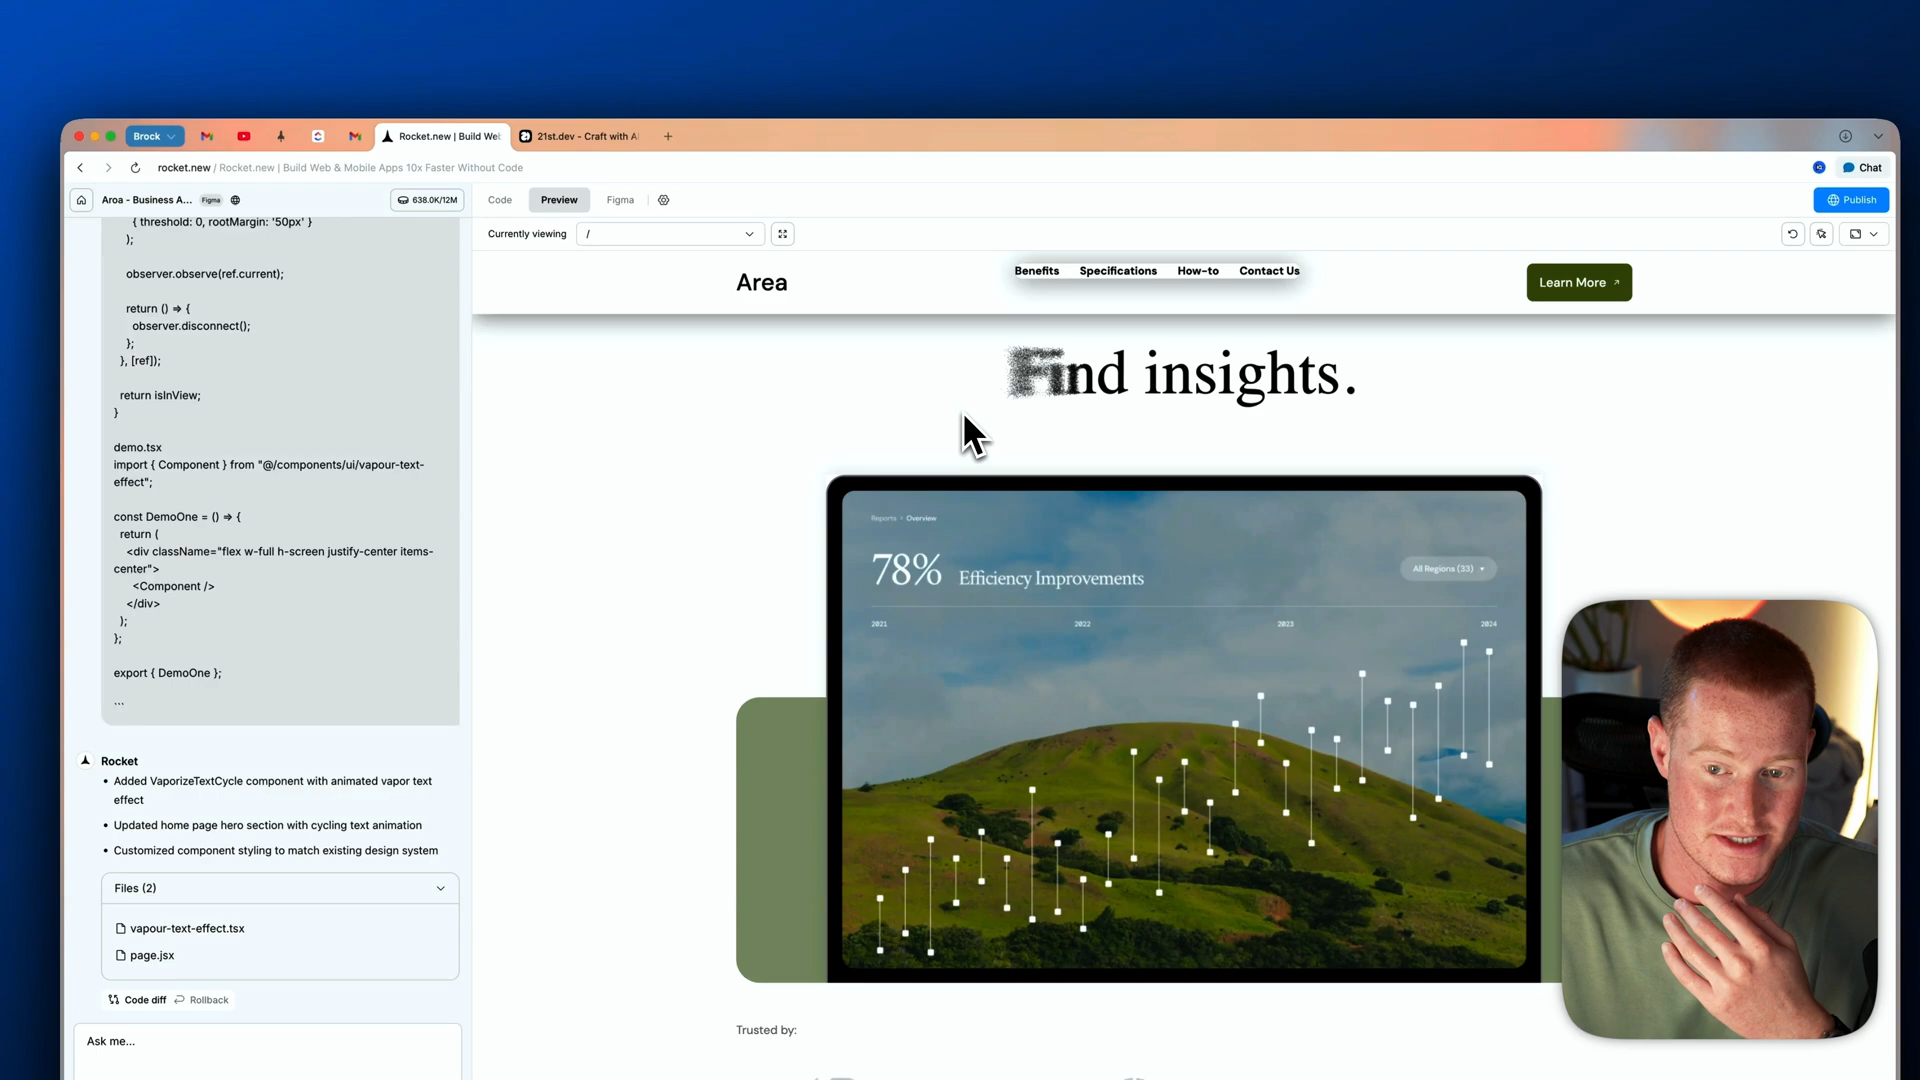 Brock
Rocket.new | Build Web
21st.dev - Craft with AI
rocket.new / Rocket.new | Build Web & Mobile Apps 10x Faster Without Code
Chat
Aroa - Business A...
Figma
638.0K/12M
Code
Preview
Figma
Publish
Currently viewing
/
{ threshold: 0, rootMargin: '50px' }
);
observer.observe(ref.current);
return () => {
observer.disconnect();
};
}, [ref]);
return isInView;
}
demo.tsx
import { Component } from "@/components/ui/vapour-text-
effect";
const DemoOne = () => {
return (
<div className="flex w-full h-screen justify-center items-
center">
<Component />
</div>
);
};
export { DemoOne };
```
Rocket
• Added VaporizeTextCycle component with animated vapor text
effect
• Updated home page hero section with cycling text animation
• Customized component styling to match existing design system
Files (2)
vapour-text-effect.tsx
page.jsx
Code diff
Rollback
Ask me...
Area
Benefits
Specifications
How-to
Contact Us
Learn More
Find insights.
Reports > Overview
78% Efficiency Improvements
All Regions (33)
2021
2022
2023
2024
Trusted by: